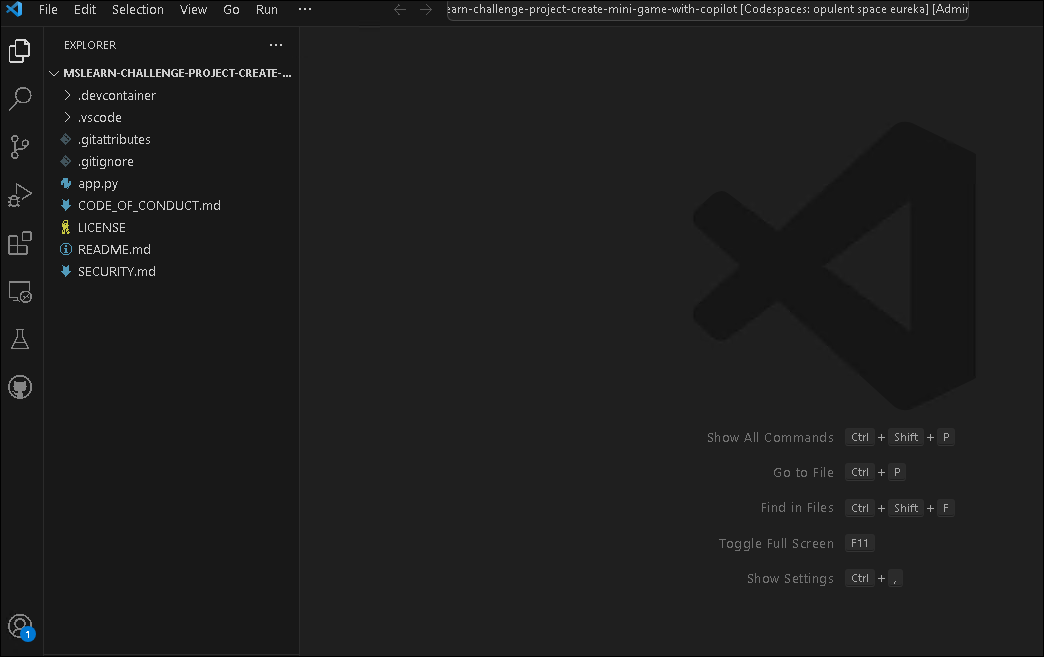 File Edit Selection View Go Run ···
earn-challenge-project-create-mini-game-with-copilot [Codespaces: opulent space eureka] [Admin
EXPLORER ···
MSLEARN-CHALLENGE-PROJECT-CREATE-...
.devcontainer
.vscode
.gitattributes
.gitignore
app.py
CODE_OF_CONDUCT.md
LICENSE
README.md
SECURITY.md
Show All Commands Ctrl + Shift + P
Go to File Ctrl + P
Find in Files Ctrl + Shift + F
Toggle Full Screen F11
Show Settings Ctrl + ,
1